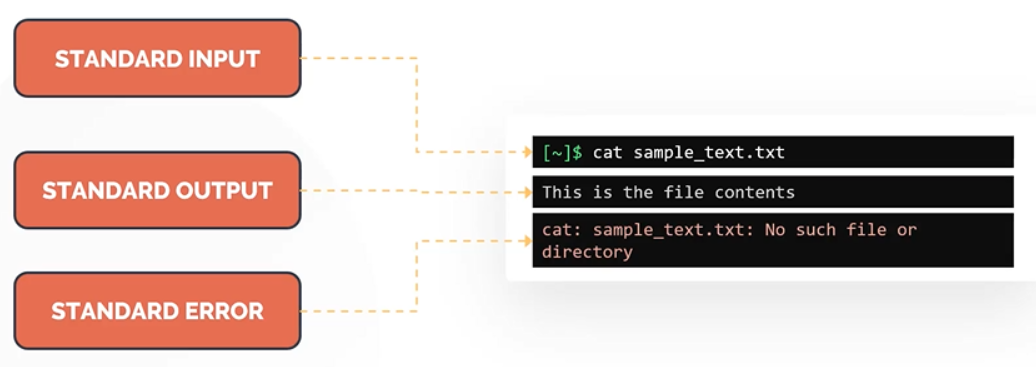 STANDARD INPUT
[~]$ cat sample_text.txt
STANDARD OUTPUT
This is the file contents
cat: sample_text.txt: No such file or
directory
STANDARD ERROR